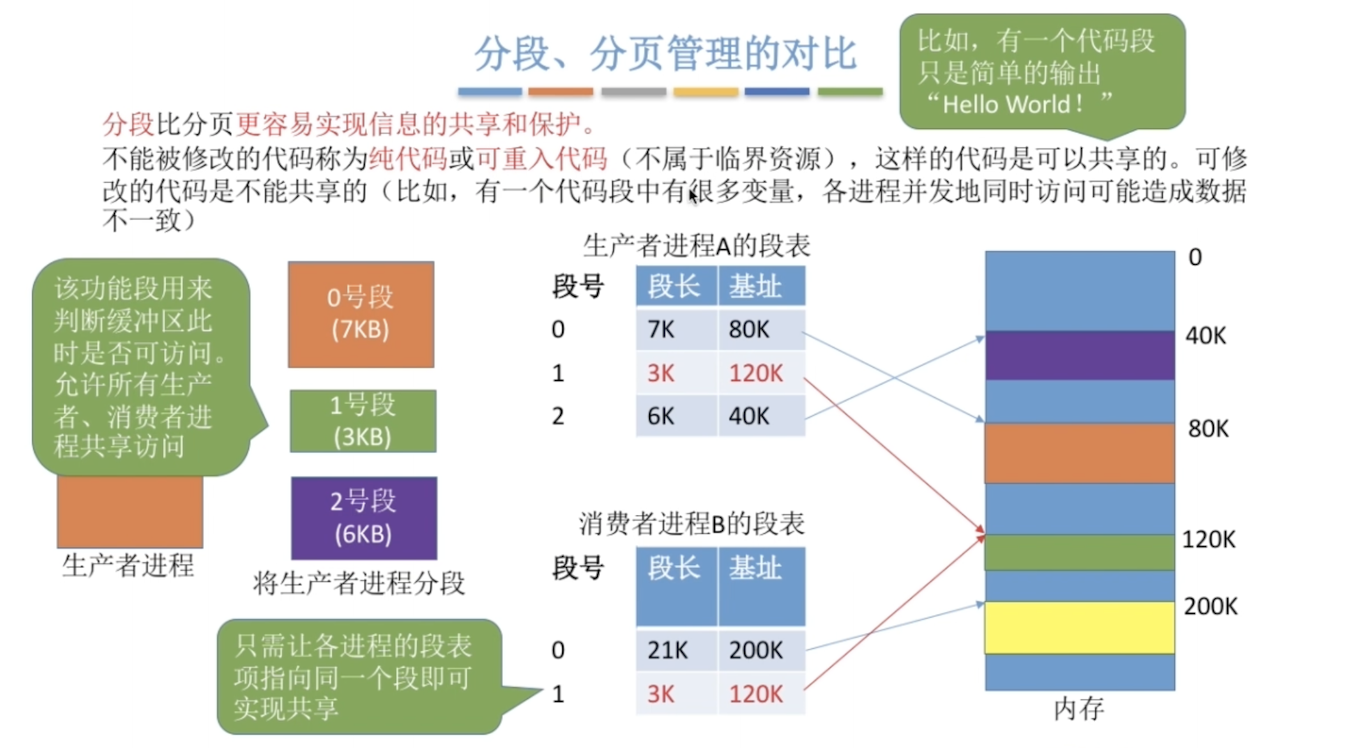 分段、分页管理的对比
比如，有一个代码段
只是简单的输出
“Hello World！”
分段比分页更容易实现信息的共享和保护。
不能被修改的代码称为纯代码或可重入代码（不属于临界资源），这样的代码是可以共享的。可修
改的代码是不能共享的（比如，有一个代码段中有很多变量，各进程并发地同时访问可能造成数据
不一致）
该功能段用来
判断缓冲区此
时是否可访问。
允许所有生产
者、消费者进
程共享访问
生产者进程
0号段
(7KB)
1号段
(3KB)
2号段
(6KB)
将生产者进程分段
生产者进程A的段表
段号 段长 基址
0 7K 80K
1 3K 120K
2 6K 40K
消费者进程B的段表
段号 段长 基址
0 21K 200K
1 3K 120K
只需让各进程的段表
项指向同一个段即可
实现共享
0
40K
80K
120K
200K
内存